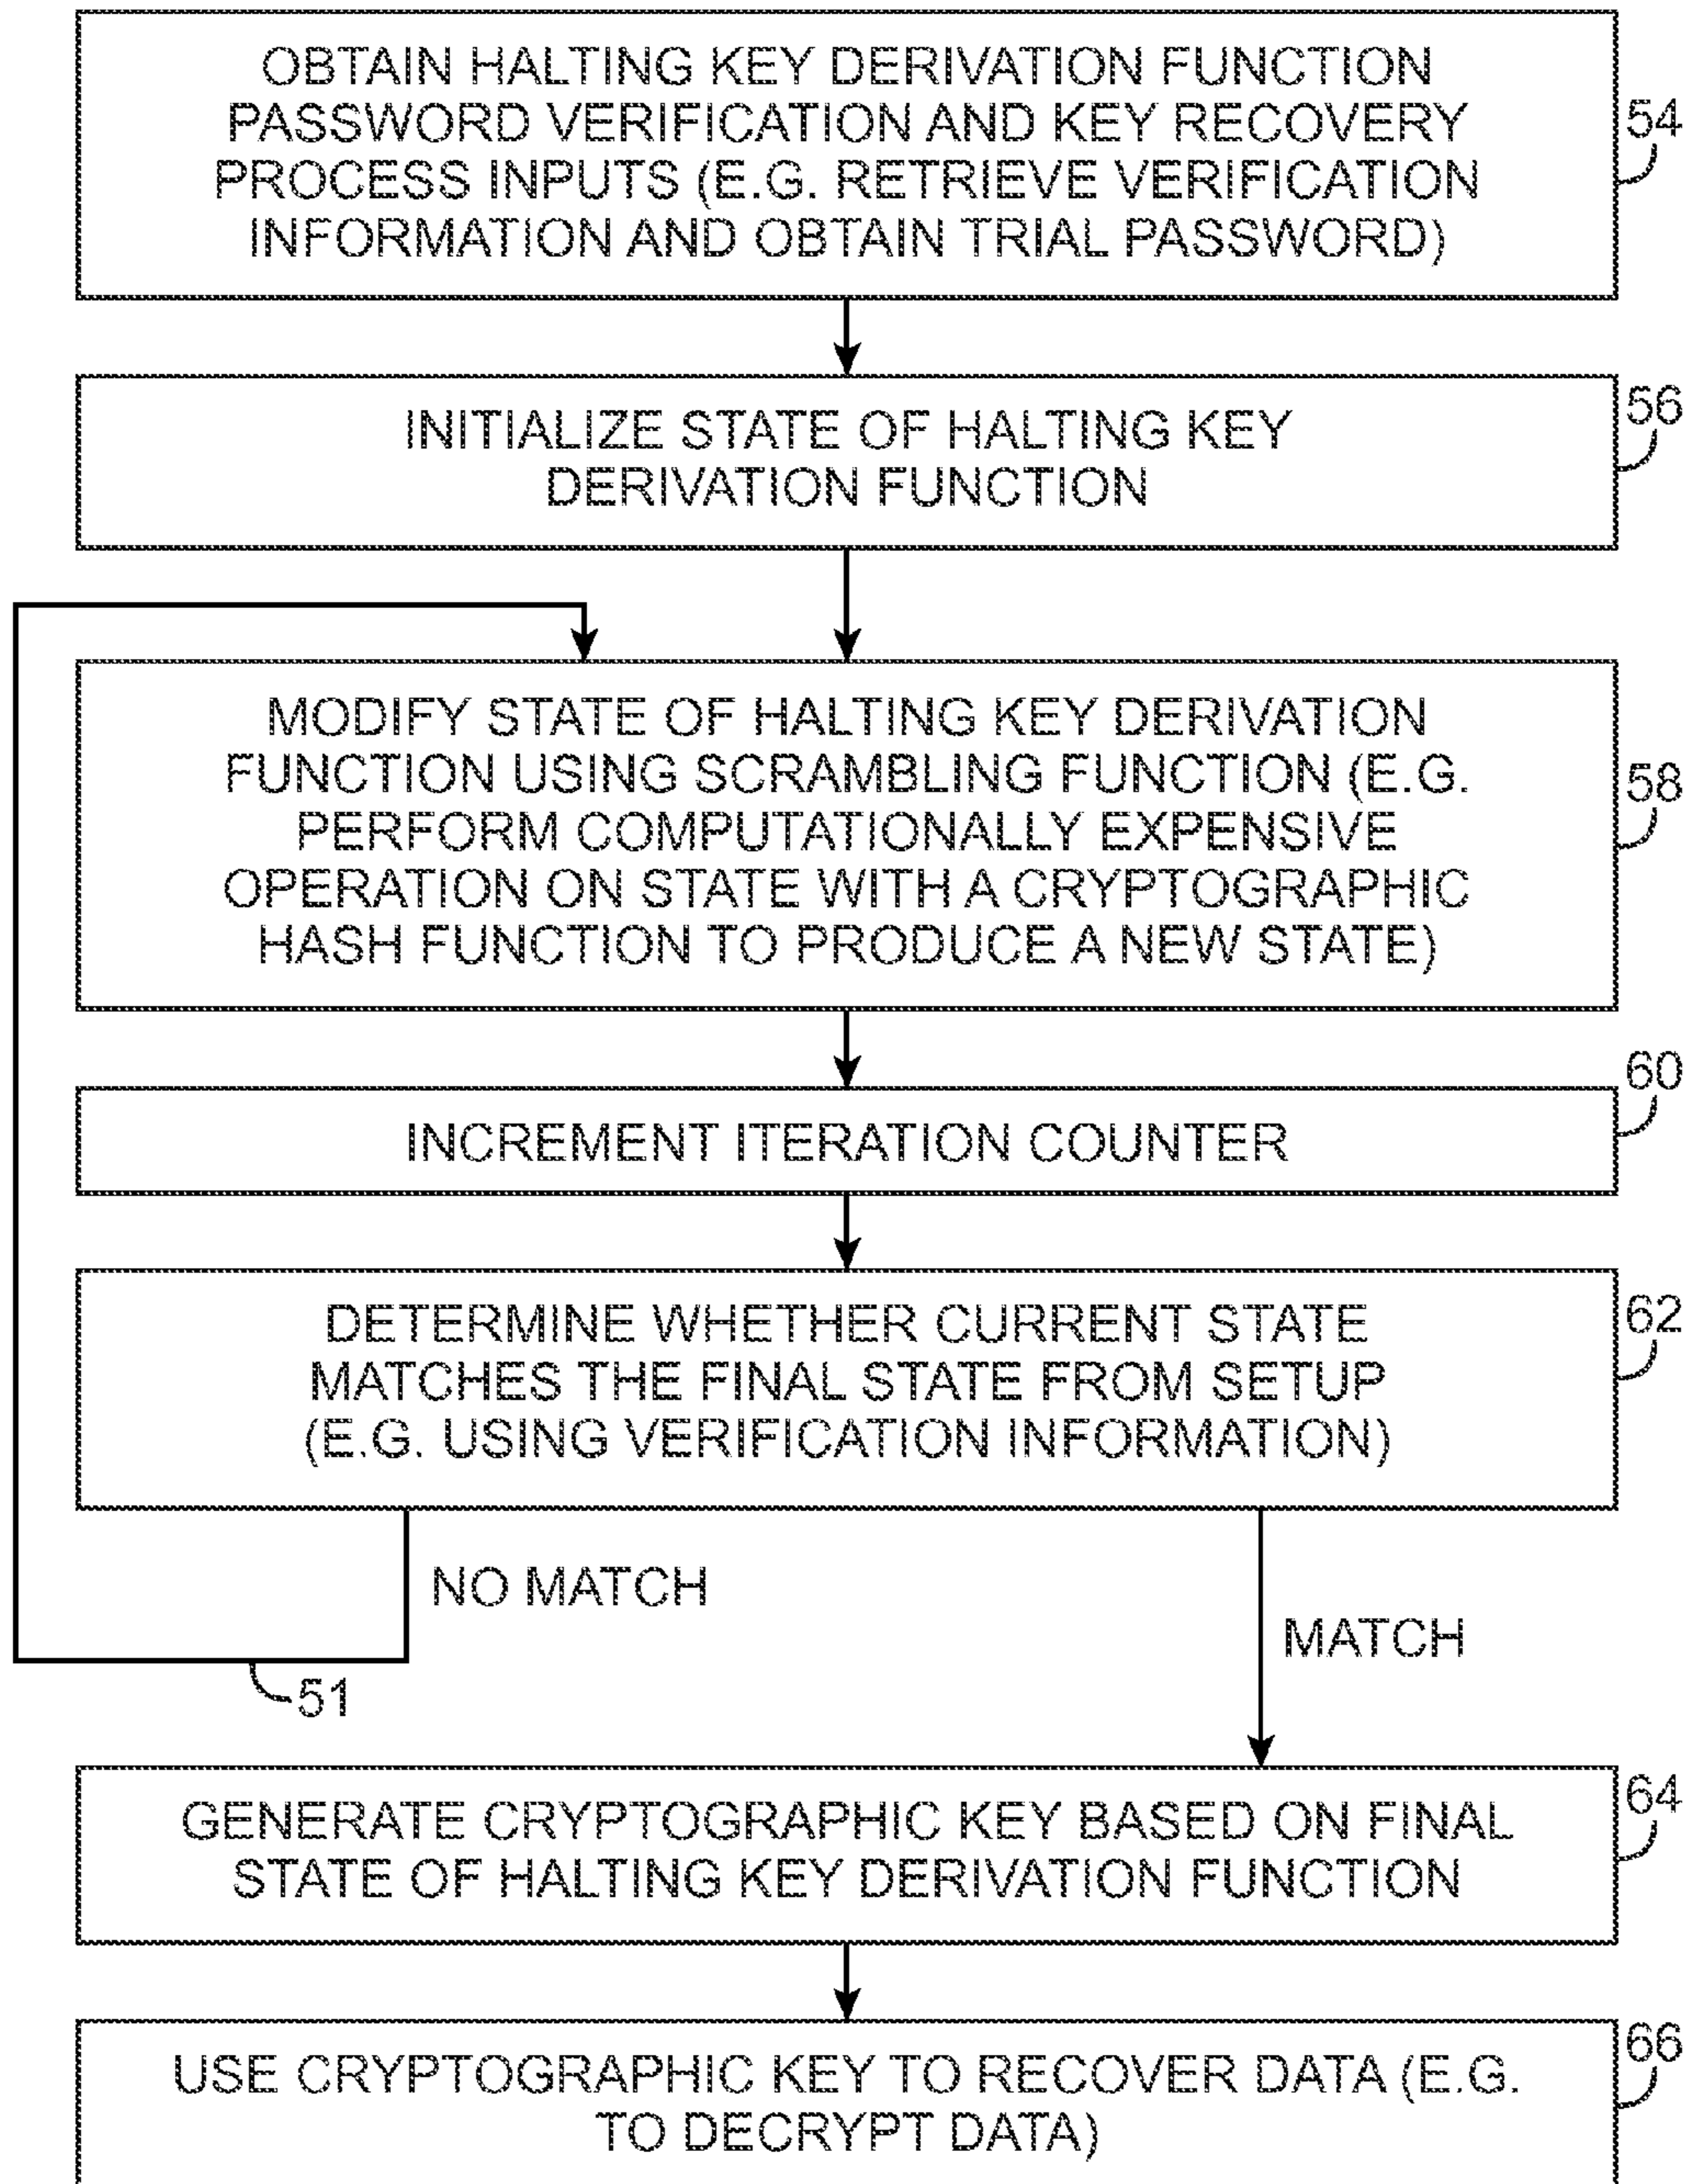 OBTAIN HALTING KEY DERIVATION FUNCTION
PASSWORD VERIFICATION AND KEY RECOVERY
PROCESS INPUTS (E.G. RETRIEVE VERIFICATION
INFORMATION AND OBTAIN TRIAL PASSWORD)
54
INITIALIZE STATE OF HALTING KEY
DERIVATION FUNCTION
56
MODIFY STATE OF HALTING KEY DERIVATION
FUNCTION USING SCRAMBLING FUNCTION (E.G.
PERFORM COMPUTATIONALLY EXPENSIVE
OPERATION ON STATE WITH A CRYPTOGRAPHIC
HASH FUNCTION TO PRODUCE A NEW STATE)
58
INCREMENT ITERATION COUNTER
60
DETERMINE WHETHER CURRENT STATE
MATCHES THE FINAL STATE FROM SETUP
(E.G. USING VERIFICATION INFORMATION)
62
NO MATCH
MATCH
51
GENERATE CRYPTOGRAPHIC KEY BASED ON FINAL
STATE OF HALTING KEY DERIVATION FUNCTION
64
USE CRYPTOGRAPHIC KEY TO RECOVER DATA (E.G.
TO DECRYPT DATA)
66